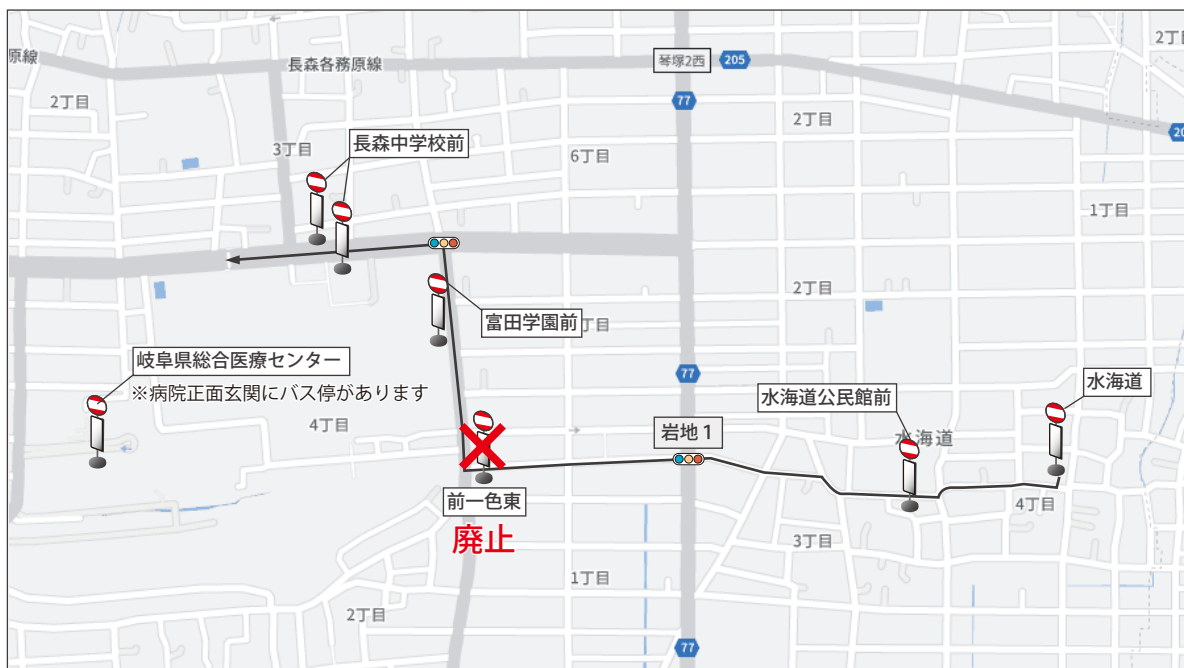 2丁目
原線
長森各務原線
琴塚2西
205
77
2丁目
2丁目
1丁目
3丁目
長森中学校前
6丁目
2丁目
富田学園前
丁目
岐阜県総合医療センター
※病院正面玄関にバス停があります
77
水海道公民館前
水海道
4丁目
岩地1
水海道
前一色東
廃止
4丁目
3丁目
1丁目
2丁目
77